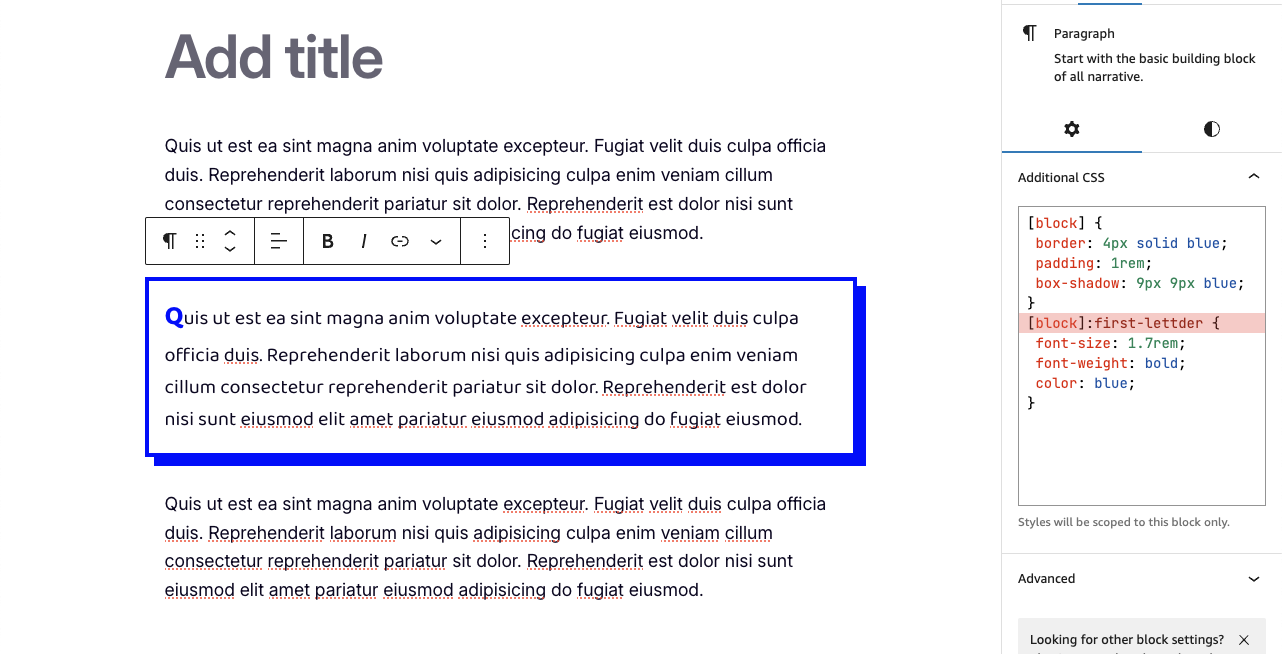 Add title
Quis ut est ea sint magna anim voluptate excepteur. Fugiat velit duis culpa officia
duis. Reprehenderit laborum nisi quis adipisicing culpa enim veniam cillum
consectetur reprehenderit pariatur sit dolor. Reprehenderit est dolor nisi sunt
cing do fugiat eiusmod.
B I
Quis ut est ea sint magna anim voluptate excepteur. Fugiat velit duis culpa
officia duis. Reprehenderit laborum nisi quis adipisicing culpa enim veniam
cillum consectetur reprehenderit pariatur sit dolor. Reprehenderit est dolor
nisi sunt eiusmod elit amet pariatur eiusmod adipisicing do fugiat eiusmod.
Quis ut est ea sint magna anim voluptate excepteur. Fugiat velit duis culpa officia
duis. Reprehenderit laborum nisi quis adipisicing culpa enim veniam cillum
consectetur reprehenderit pariatur sit dolor. Reprehenderit est dolor nisi sunt
eiusmod elit amet pariatur eiusmod adipisicing do fugiat eiusmod.
Paragraph
Start with the basic building block
of all narrative.
Additional CSS
[block] {
border: 4px solid blue;
padding: 1rem;
box-shadow: 9px 9px blue;
}
[block]:first-lettder {
font-size: 1.7rem;
font-weight: bold;
color: blue;
}
Styles will be scoped to this block only.
Advanced
Looking for other block settings?